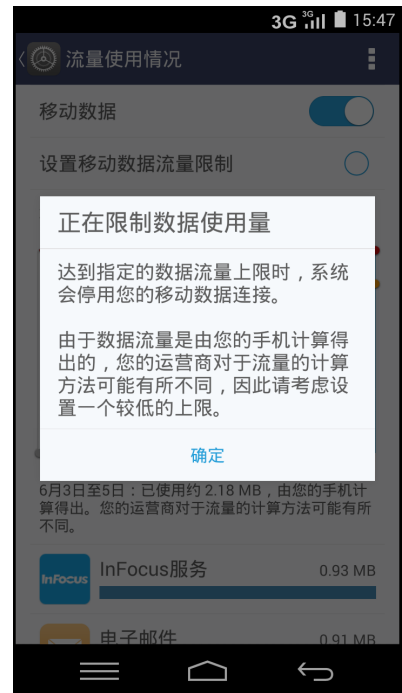 3G 3G 15:47
流量使用情况
移动数据
设置移动数据流量限制
正在限制数据使用量
达到指定的数据流量上限时，系统
会停用您的移动数据连接。
由于数据流量是由您的手机计算得
出的，您的运营商对于流量的计算
方法可能有所不同，因此请考虑设
置一个较低的上限。
确定
6月3日至5日：已使用约 2.18 MB，由您的手机计
算得出。您的运营商对于流量的计算方法可能有所
不同。
InFocus InFocus服务 0.93 MB
电子邮件 0.91 MB